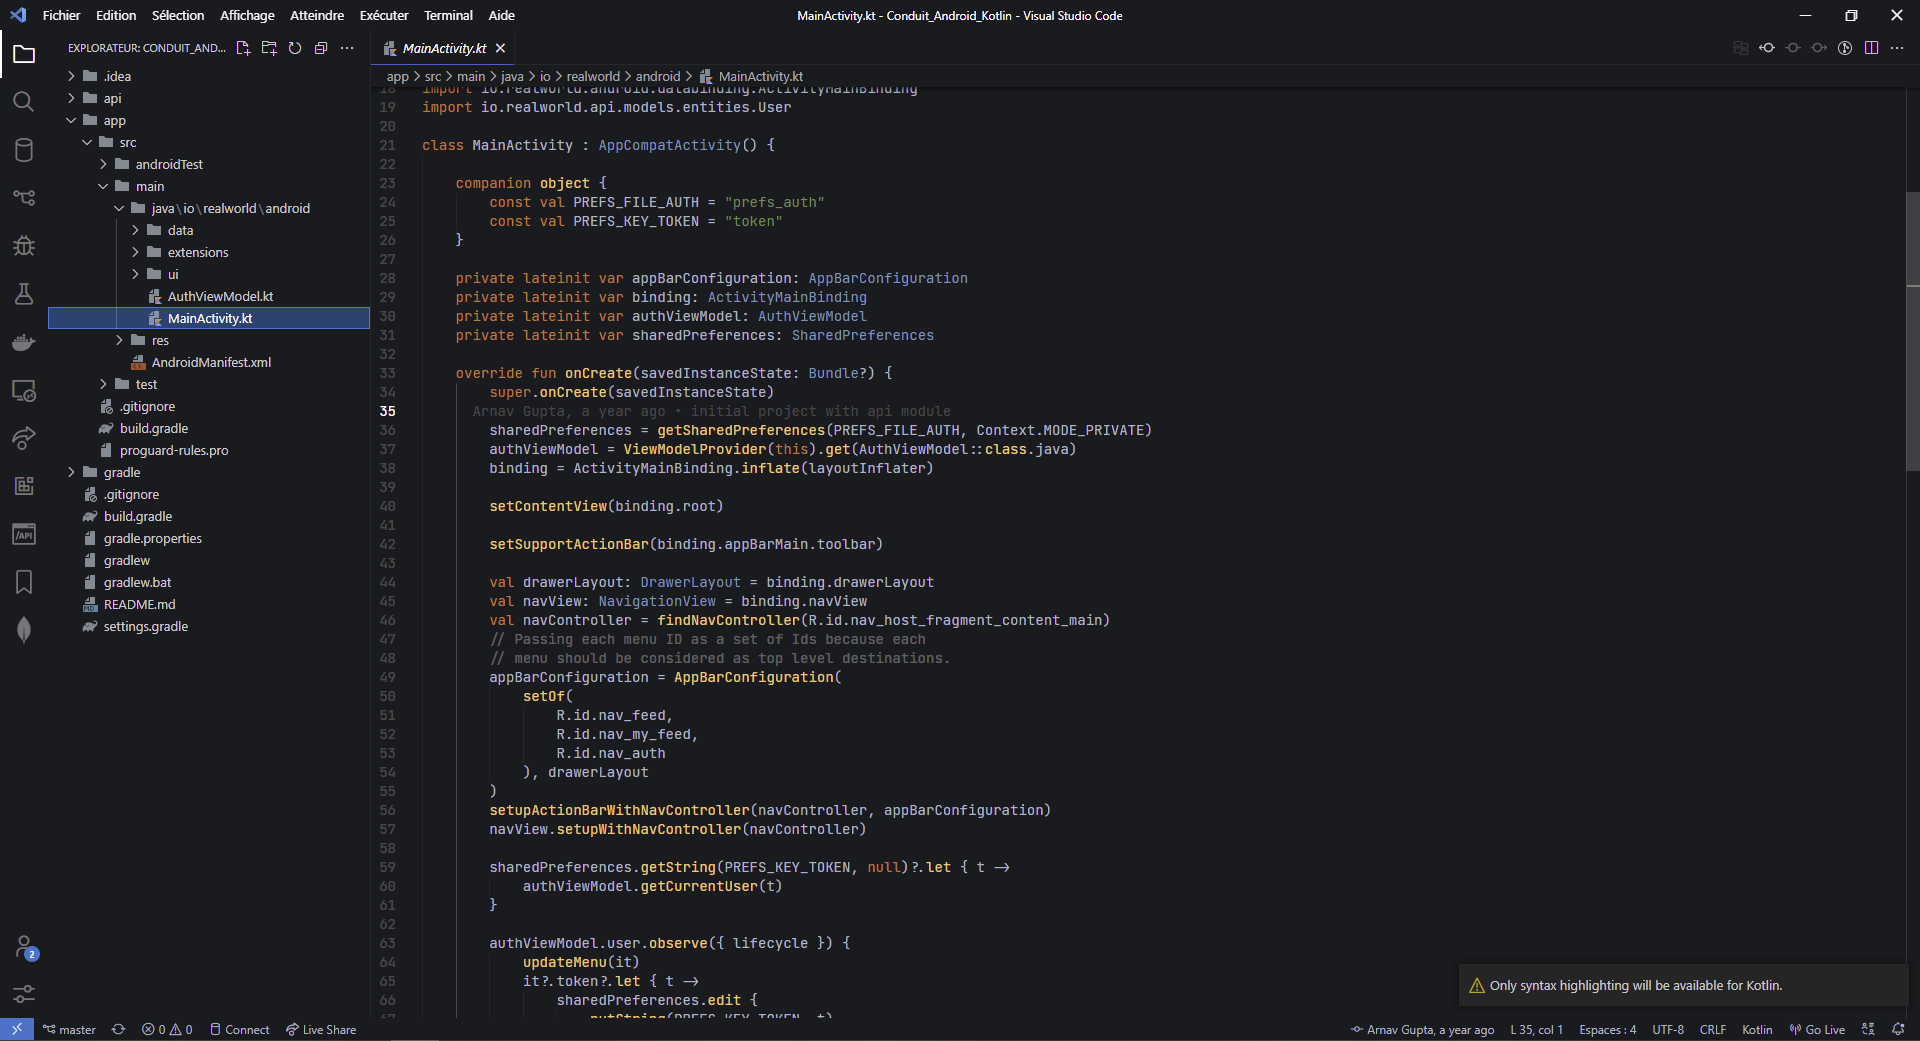 Fichier Edition Sélection Affichage Atteindre Exécuter Terminal Aide
MainActivity.kt - Conduit_Android_Kotlin - Visual Studio Code
EXPLORATEUR: CONDUIT_AND...
.idea
api
app
src
androidTest
main
java\io\realworld\android
data
extensions
ui
AuthViewModel.kt
MainActivity.kt
res
AndroidManifest.xml
test
.gitignore
build.gradle
proguard-rules.pro
gradle
.gitignore
build.gradle
gradle.properties
gradlew
gradlew.bat
README.md
settings.gradle
/API
2
MainActivity.kt
app > src > main > java > io > realworld > android > MainActivity.kt
18 import io.realworld.android.databinding.ActivityMainBinding
19 import io.realworld.api.models.entities.User
20
21 class MainActivity : AppCompatActivity() {
22
23 companion object {
24 const val PREFS_FILE_AUTH = "prefs_auth"
25 const val PREFS_KEY_TOKEN = "token"
26 }
27
28 private lateinit var appBarConfiguration: AppBarConfiguration
29 private lateinit var binding: ActivityMainBinding
30 private lateinit var authViewModel: AuthViewModel
31 private lateinit var sharedPreferences: SharedPreferences
32
33 override fun onCreate(savedInstanceState: Bundle?) {
34 super.onCreate(savedInstanceState)
35 Arnav Gupta, a year ago • initial project with api module
36 sharedPreferences = getSharedPreferences(PREFS_FILE_AUTH, Context.MODE_PRIVATE)
37 authViewModel = ViewModelProvider(this).get(AuthViewModel::class.java)
38 binding = ActivityMainBinding.inflate(layoutInflater)
39
40 setContentView(binding.root)
41
42 setSupportActionBar(binding.appBarMain.toolbar)
43
44 val drawerLayout: DrawerLayout = binding.drawerLayout
45 val navView: NavigationView = binding.navView
46 val navController = findNavController(R.id.nav_host_fragment_content_main)
47 // Passing each menu ID as a set of Ids because each
48 // menu should be considered as top level destinations.
49 appBarConfiguration = AppBarConfiguration(
50 setOf(
51 R.id.nav_feed,
52 R.id.nav_my_feed,
53 R.id.nav_auth
54 ), drawerLayout
55 )
56 setupActionBarWithNavController(navController, appBarConfiguration)
57 navView.setupWithNavController(navController)
58
59 sharedPreferences.getString(PREFS_KEY_TOKEN, null)?.let { t ->
60 authViewModel.getCurrentUser(t)
61 }
62
63 authViewModel.user.observe({ lifecycle }) {
64 updateMenu(it)
65 it?.token?.let { t ->
66 sharedPreferences.edit {
67 putString(PREFS_KEY_TOKEN, t)
Only syntax highlighting will be available for Kotlin.
master 0 0 Connect Live Share
Arnav Gupta, a year ago L 35, col 1 Espaces : 4 UTF-8 CRLF Kotlin Go Live